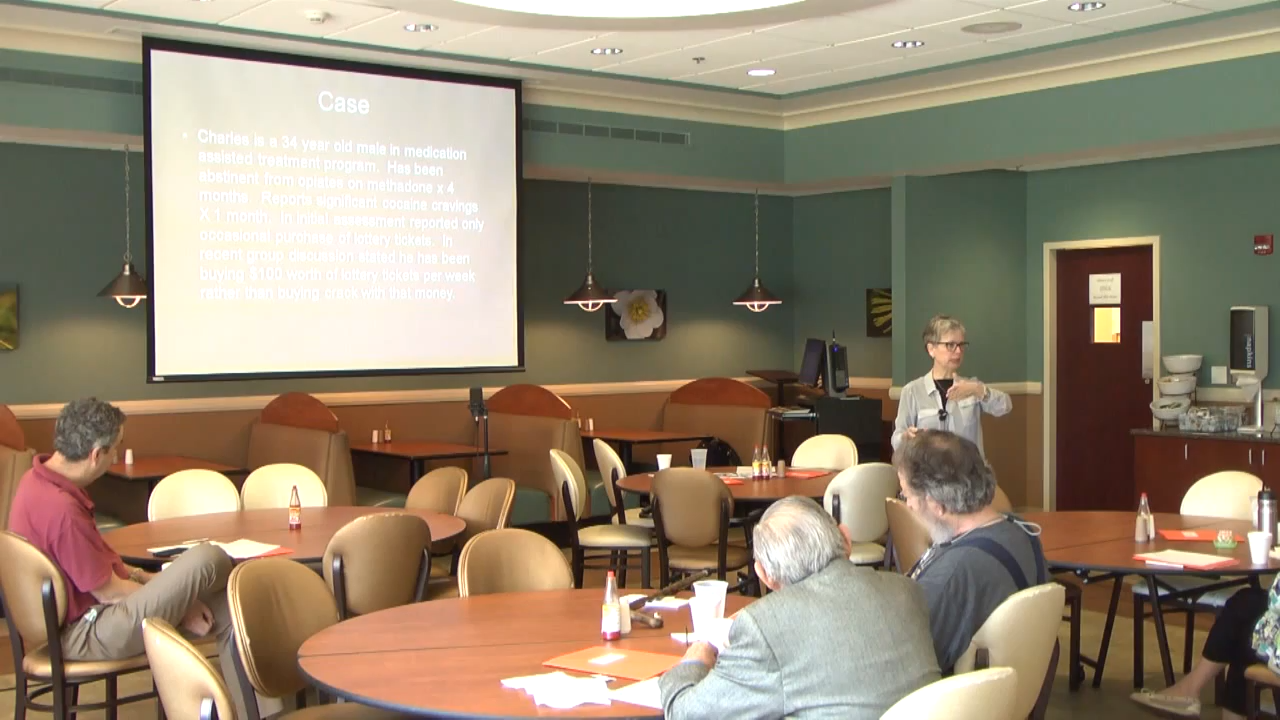 Case
• Charles is a 34 year old male in medication
assisted treatment program. Has been
abstinent from opiates on methadone x 4
months. Reports significant cocaine cravings
X 1 month. In initial assessment reported only
occasional purchase of lottery tickets. In
recent group discussion stated he has been
buying $100 worth of lottery tickets per week
rather than buying crack with that money.
napkins